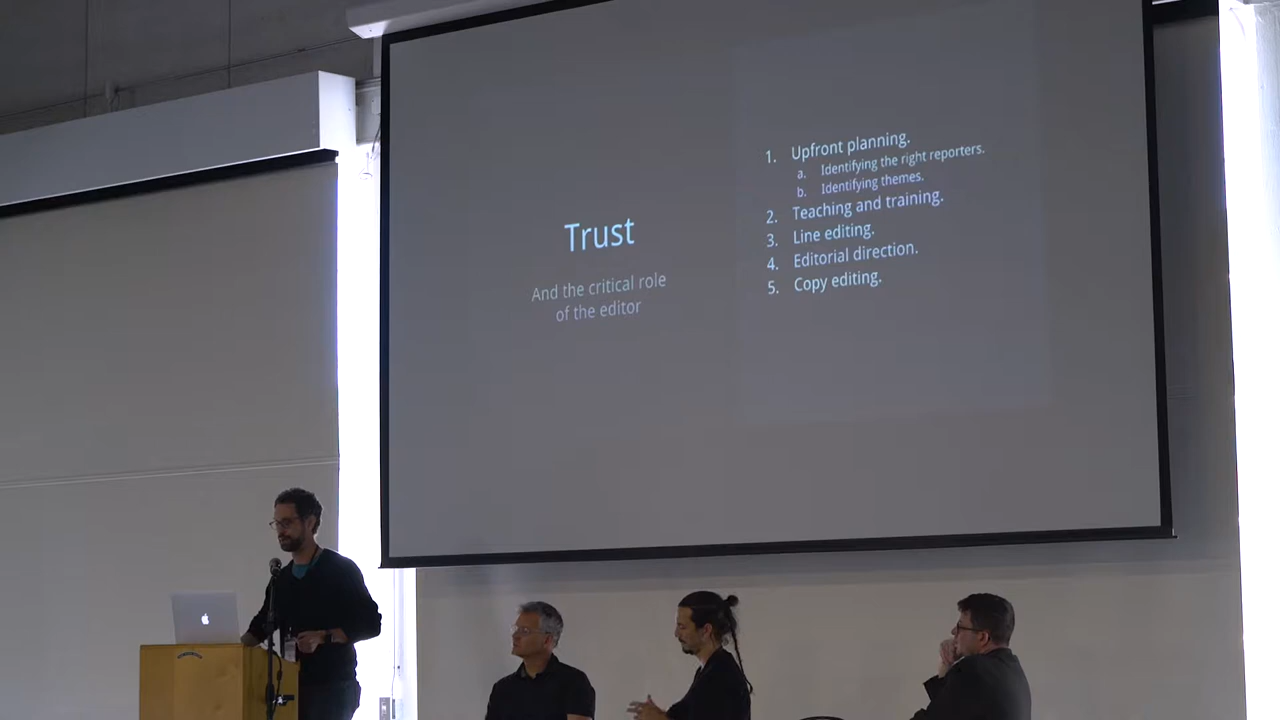 Trust
And the critical role
of the editor
1. Upfront planning.
a. Identifying the right reporters.
b. Identifying themes.
2. Teaching and training.
3. Line editing.
4. Editorial direction.
5. Copy editing.